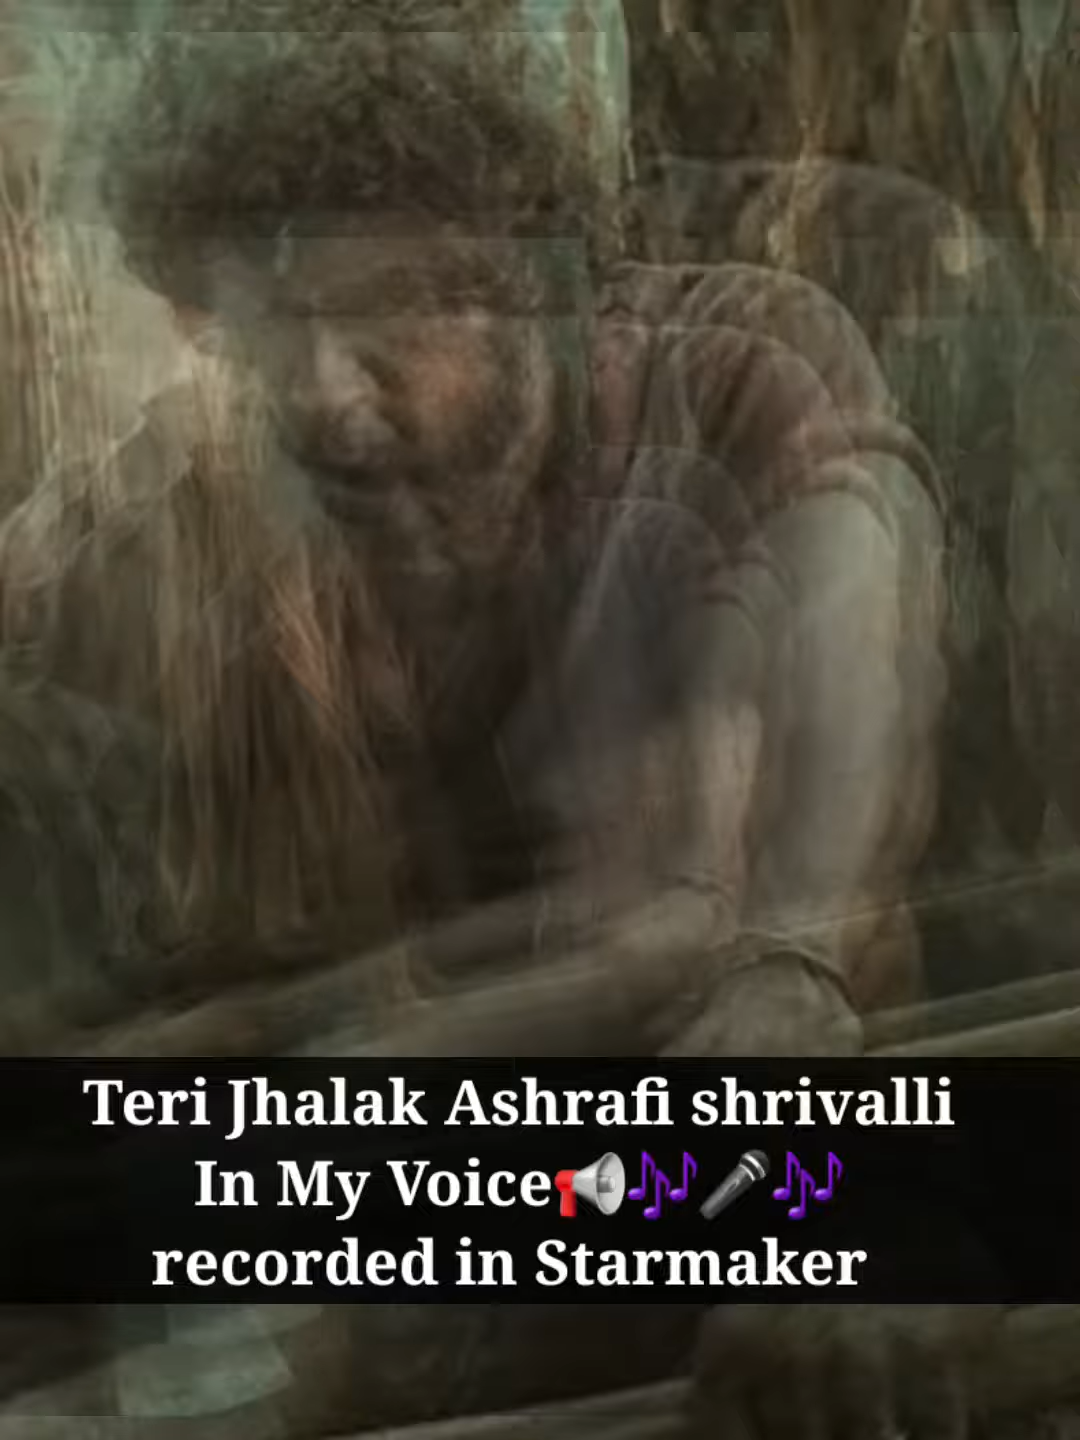 Teri Jhalak Ashrafi shrivalli
In My Voice📢🎶🎤🎶
recorded in Starmaker